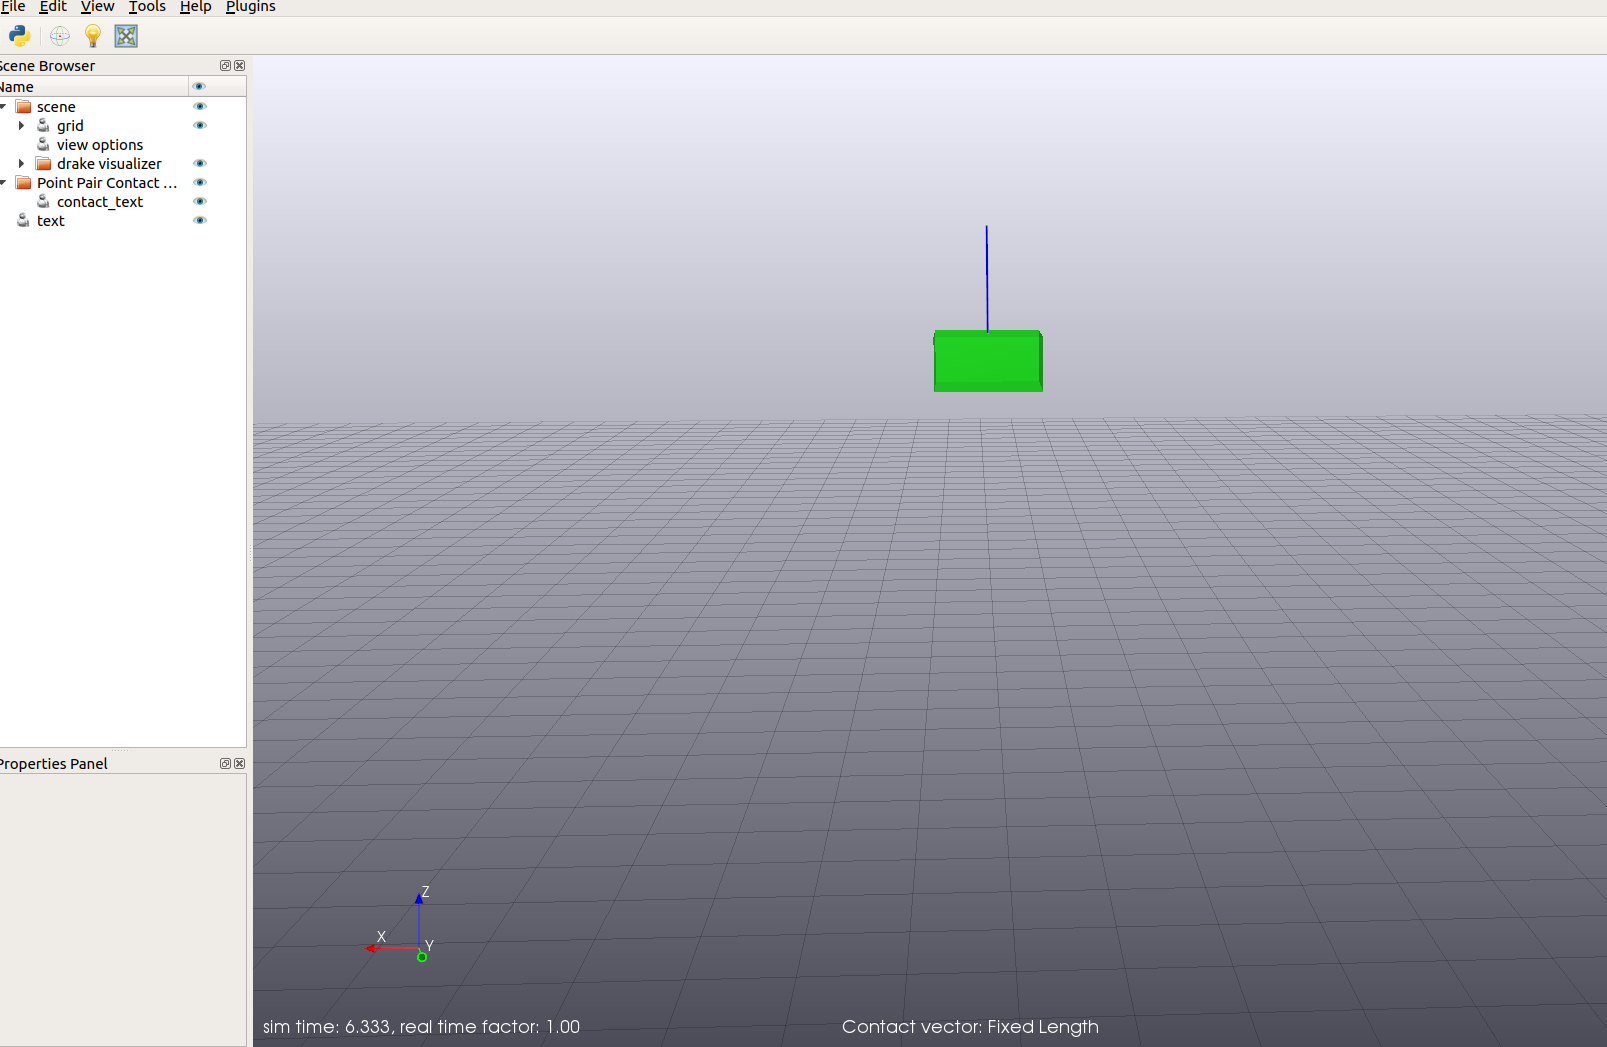 File Edit View Tools Help Plugins
Scene Browser
Name
scene
grid
view options
drake visualizer
Point Pair Contact ...
contact_text
text
Properties Panel
Z
X
Y
sim time: 6.333, real time factor: 1.00
Contact vector: Fixed Length